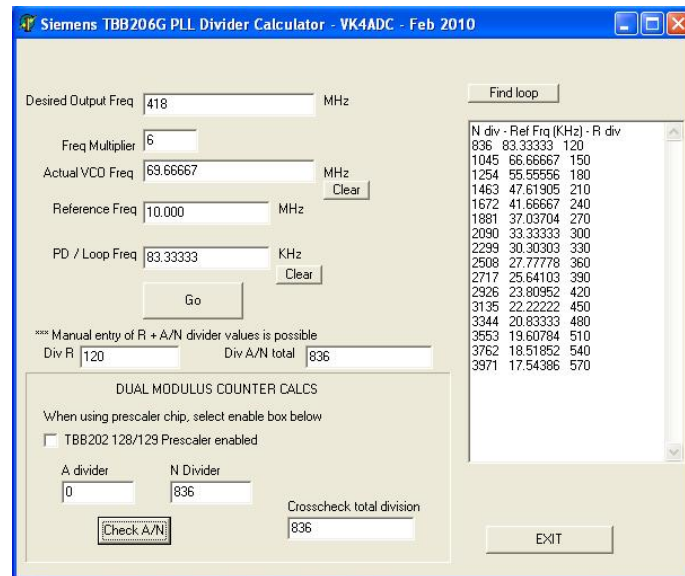 Siemens TBB206G PLL Divider Calculator - VK4ADC - Feb 2010
Desired Output Freq 418 MHz
Freq Multiplier 6
Actual VCO Freq 69.66667 MHz
Clear
Reference Freq 10.000 MHz
PD / Loop Freq 83.33333 KHz
Clear
Go
*** Manual entry of R + A/N divider values is possible
Div R 120 Div A/N total 836
DUAL MODULUS COUNTER CALCS
When using prescaler chip, select enable box below
TBB202 128/129 Prescaler enabled
A divider N Divider
0 836
Crosscheck total division
Check A/N 836
Find loop
N div - Ref Frq (KHz) - R div
836 83.33333 120
1045 66.66667 150
1254 55.55556 180
1463 47.61905 210
1672 41.66667 240
1881 37.03704 270
2090 33.33333 300
2299 30.30303 330
2508 27.77778 360
2717 25.64103 390
2926 23.80952 420
3135 22.22222 450
3344 20.83333 480
3553 19.60784 510
3762 18.51852 540
3971 17.54386 570
EXIT